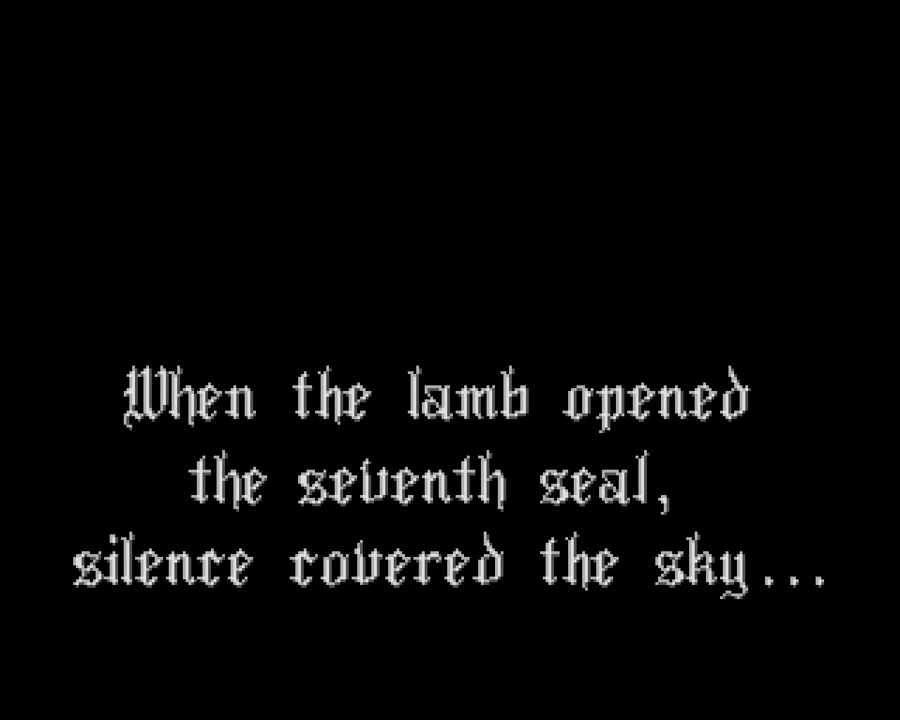 When the lamb opened
the seventh seal,
silence covered the sky...